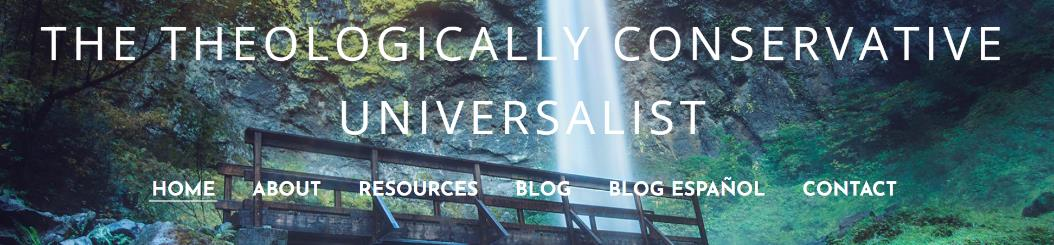 THE THEOLOGICALLY CONSERVATIVE
UNIVERSALIST
HOME ABOUT RESOURCES BLOG BLOG ESPAÑOL CONTACT